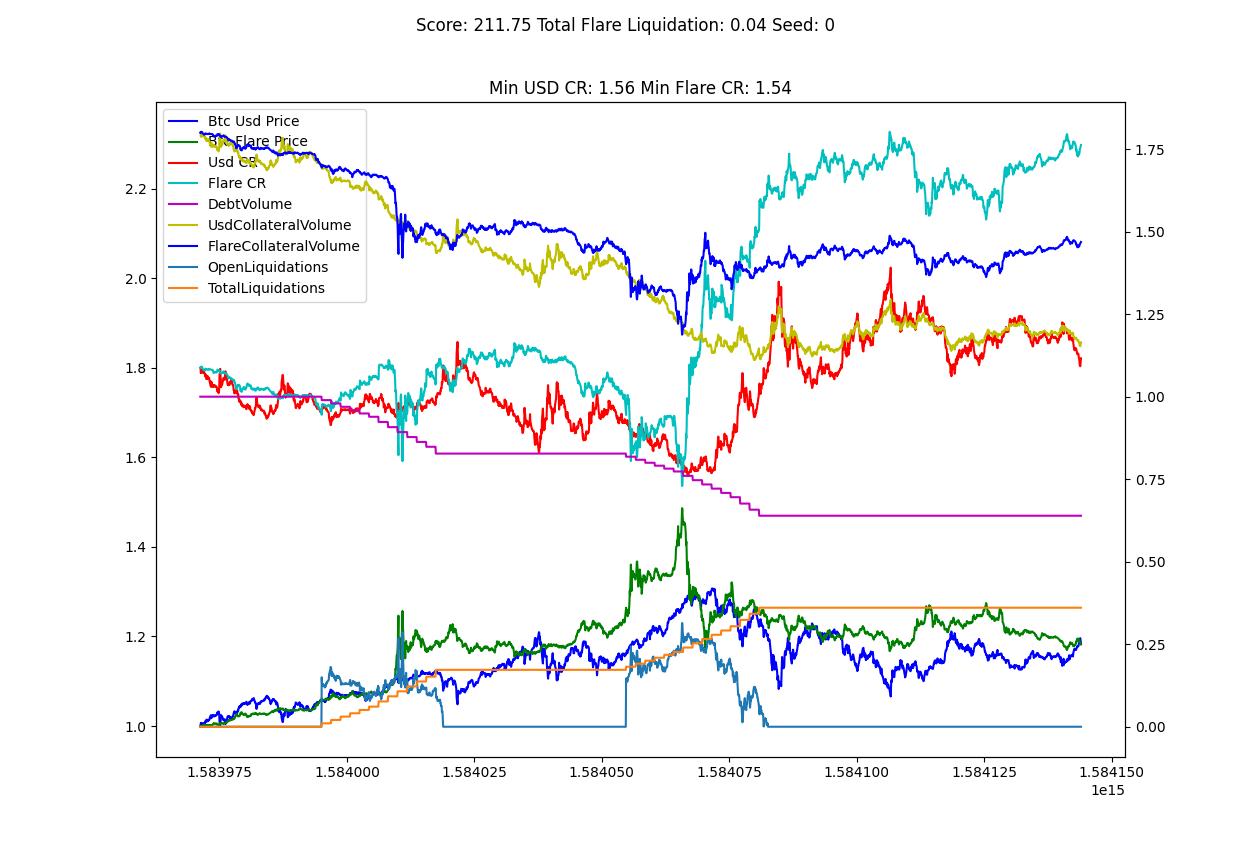 Score: 211.75 Total Flare Liquidation: 0.04 Seed: 0
Min USD CR: 1.56 Min Flare CR: 1.54
Btc Usd Price
Btc Flare Price
Usd CR
Flare CR
DebtVolume
UsdCollateralVolume
FlareCollateralVolume
OpenLiquidations
TotalLiquidations
2.2
2.0
1.8
1.6
1.4
1.2
1.0
1.75
1.50
1.25
1.00
0.75
0.50
0.25
0.00
1.583975 1.584000 1.584025 1.584050 1.584075 1.584100 1.584125 1.584150
1e15